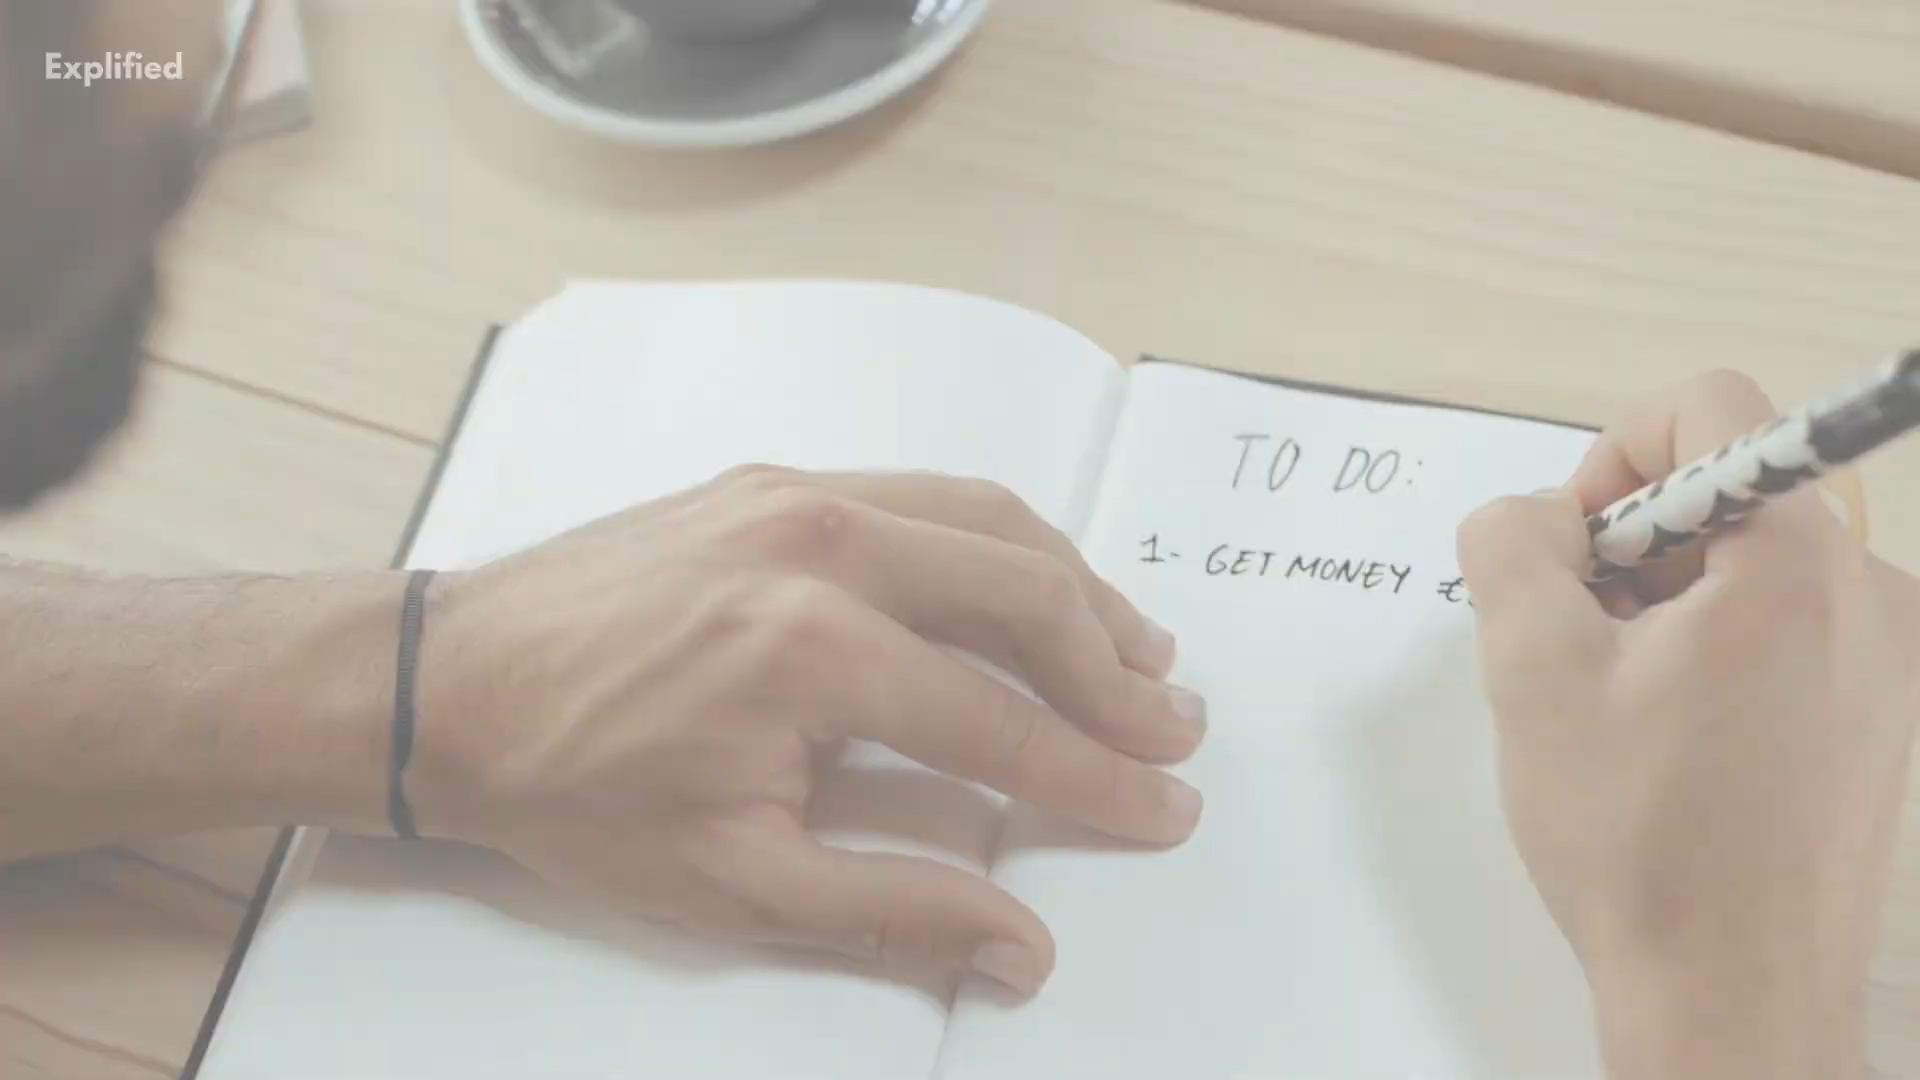 Explified
TO DO:
1- GET MONEY €